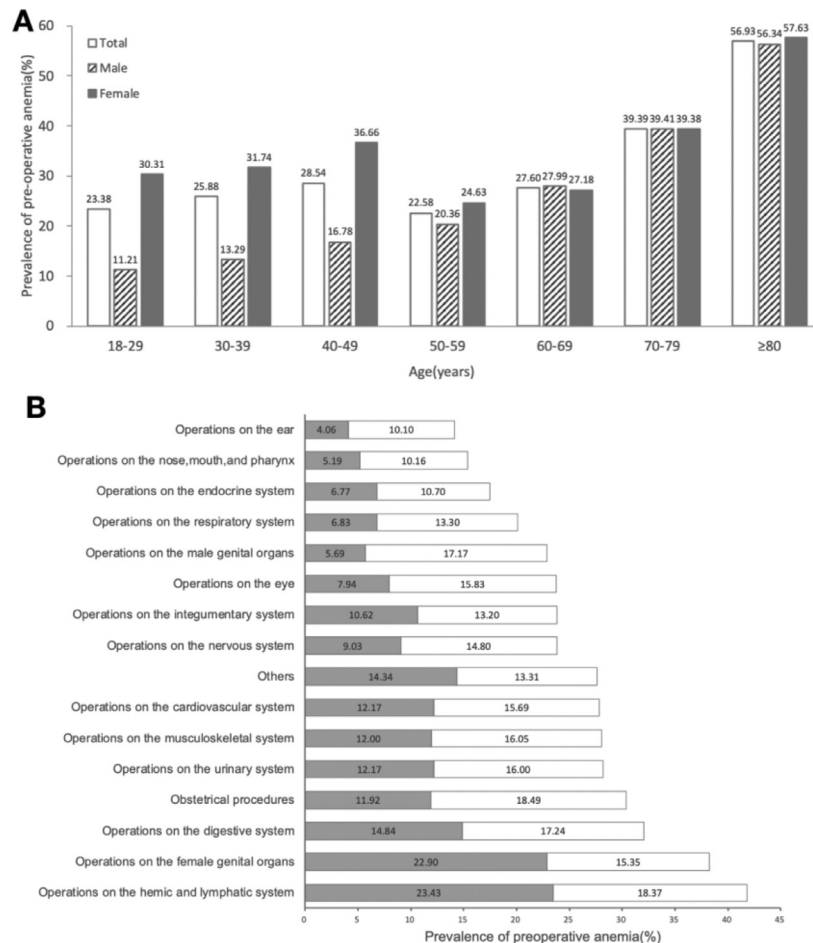 A
Prevalence of pre-operative anemia(%)
60
50
40
30
20
10
0
Total
Male
Female
23.38
11.21
30.31
25.88
13.29
31.74
28.54
16.78
36.66
22.58
20.36
24.63
27.60
27.99
27.18
39.39
39.41
39.38
56.93
56.34
57.63
18-29
30-39
40-49
50-59
60-69
70-79
≥80
Age(years)
B
Operations on the ear 4.06 10.10
Operations on the nose,mouth,and pharynx 5.19 10.16
Operations on the endocrine system 6.77 10.70
Operations on the respiratory system 6.83 13.30
Operations on the male genital organs 5.69 17.17
Operations on the eye 7.94 15.83
Operations on the integumentary system 10.62 13.20
Operations on the nervous system 9.03 14.80
Others 14.34 13.31
Operations on the cardiovascular system 12.17 15.69
Operations on the musculoskeletal system 12.00 16.05
Operations on the urinary system 12.17 16.00
Obstetrical procedures 11.92 18.49
Operations on the digestive system 14.84 17.24
Operations on the female genital organs 22.90 15.35
Operations on the hemic and lymphatic system 23.43 18.37
0 5 10 15 20 25 30 35 40 45
Prevalence of preoperative anemia(%)